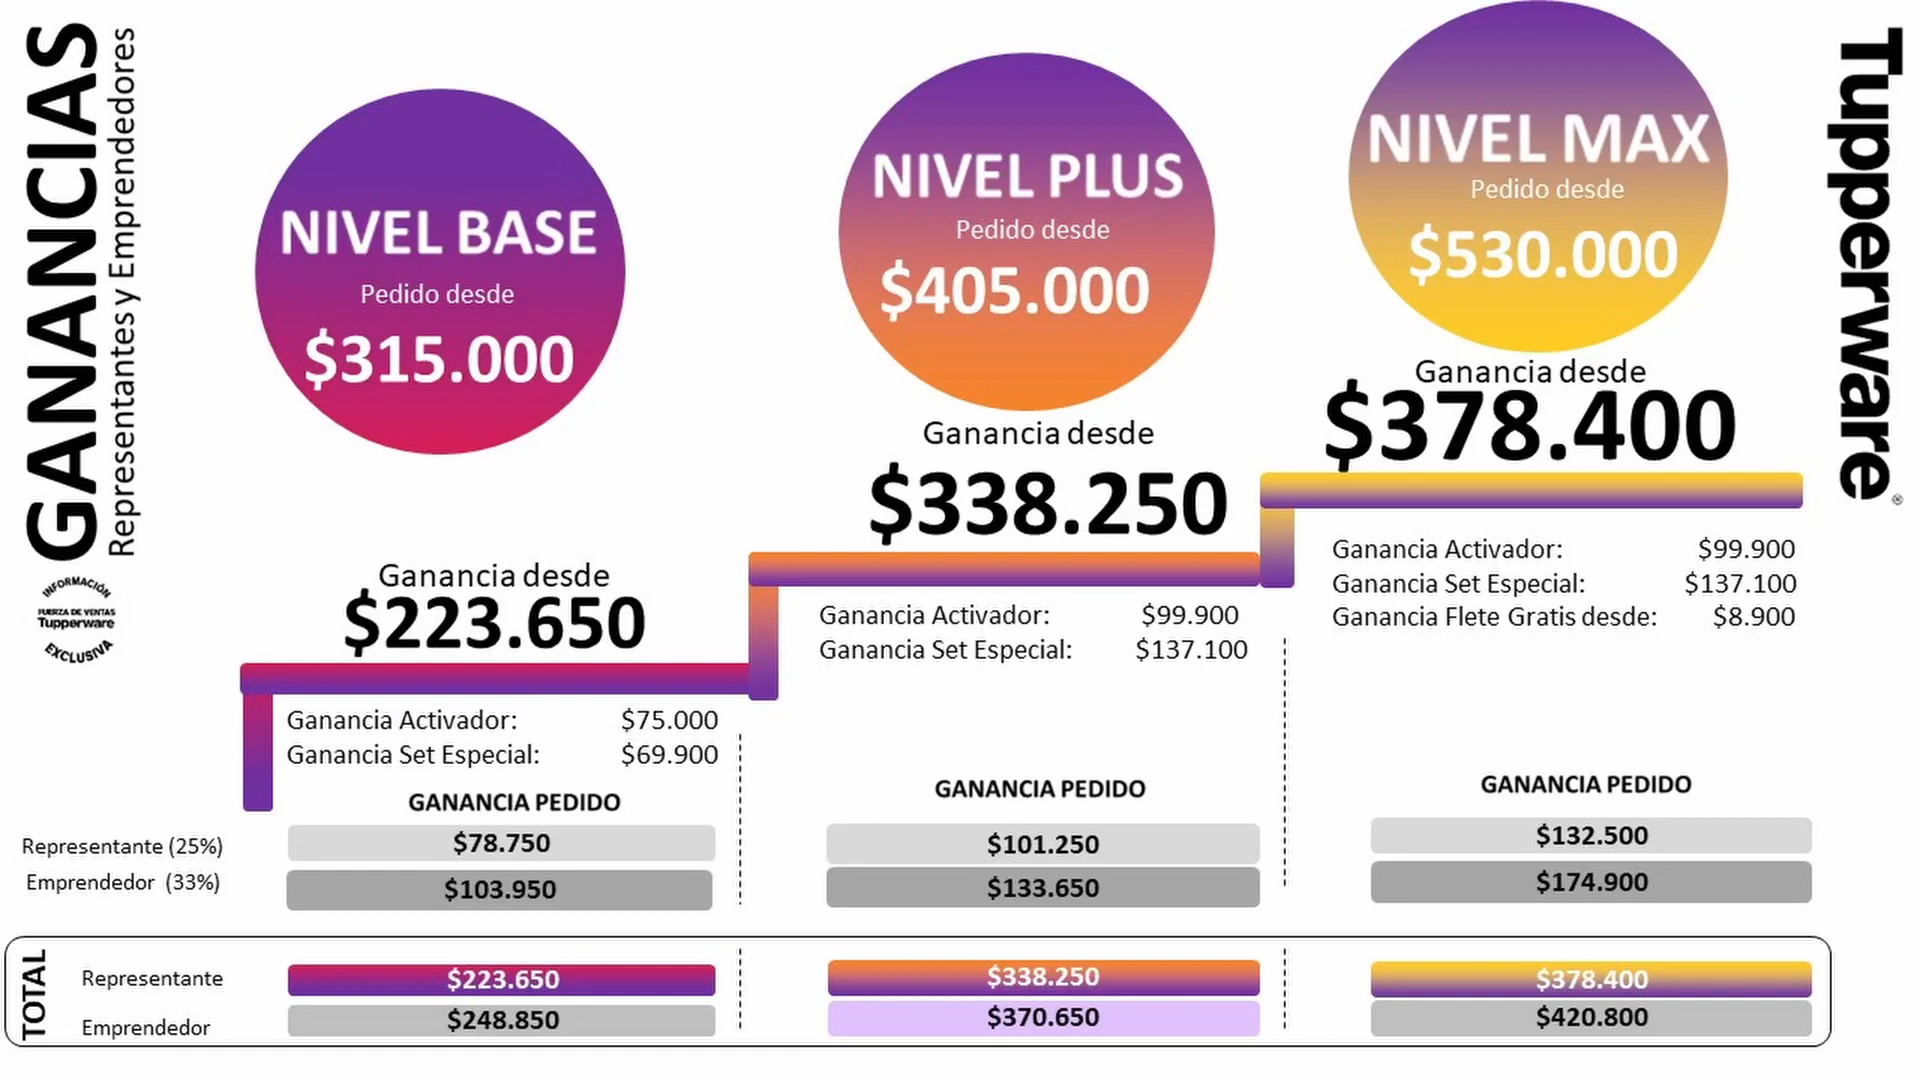 GANANCIAS
Representantes y Emprendedores
INFORMACIÓN
FUERZA DE VENTAS
Tupperware
EXCLUSIVA
NIVEL BASE
Pedido desde
$315.000
Ganancia desde
$223.650
Ganancia Activador: $75.000
Ganancia Set Especial: $69.900
GANANCIA PEDIDO
NIVEL PLUS
Pedido desde
$405.000
Ganancia desde
$338.250
Ganancia Activador: $99.900
Ganancia Set Especial: $137.100
GANANCIA PEDIDO
NIVEL MAX
Pedido desde
$530.000
Ganancia desde
$378.400
Ganancia Activador: $99.900
Ganancia Set Especial: $137.100
Ganancia Flete Gratis desde: $8.900
GANANCIA PEDIDO
Tupperware®
Representante (25%) $78.750 $101.250 $132.500
Emprendedor (33%) $103.950 $133.650 $174.900
TOTAL
Representante $223.650 $338.250 $378.400
Emprendedor $248.850 $370.650 $420.800